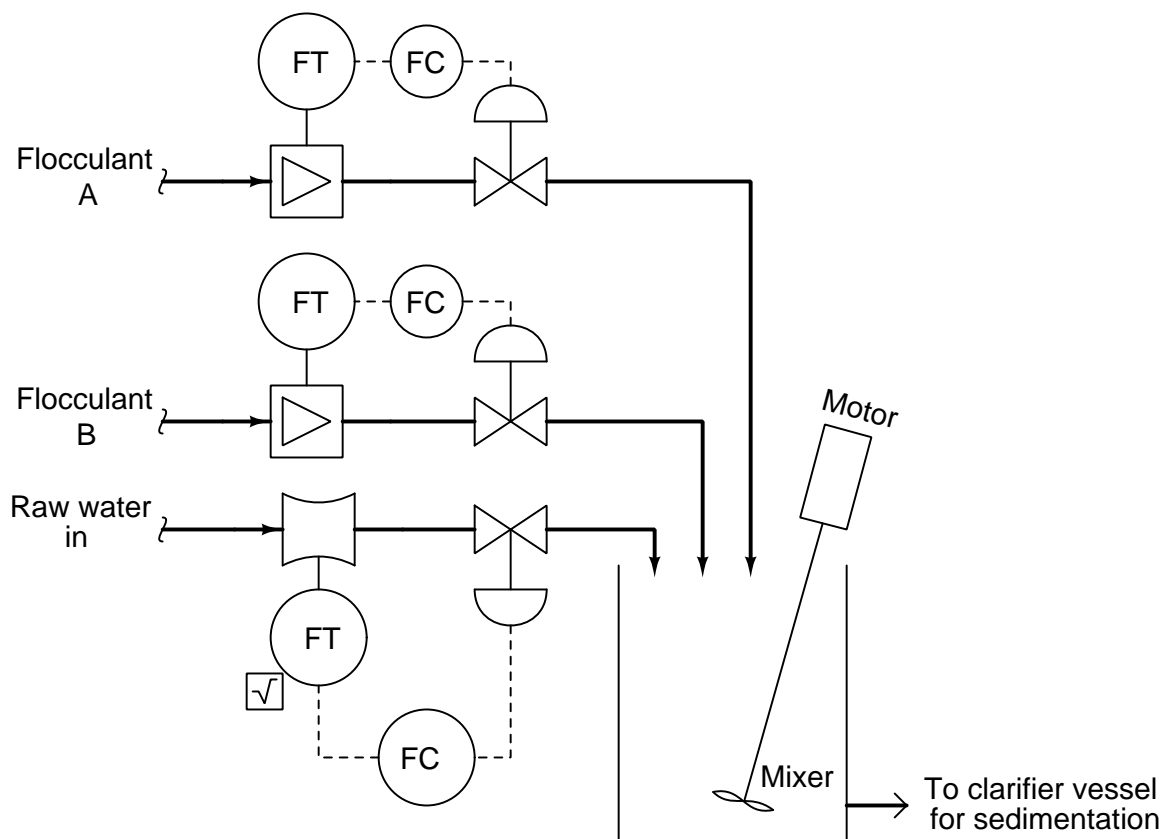 FT
FC
Flocculant
A
FT
FC
Flocculant
B
Motor
Raw water
in
FT
√
FC
Mixer
To clarifier vessel
for sedimentation